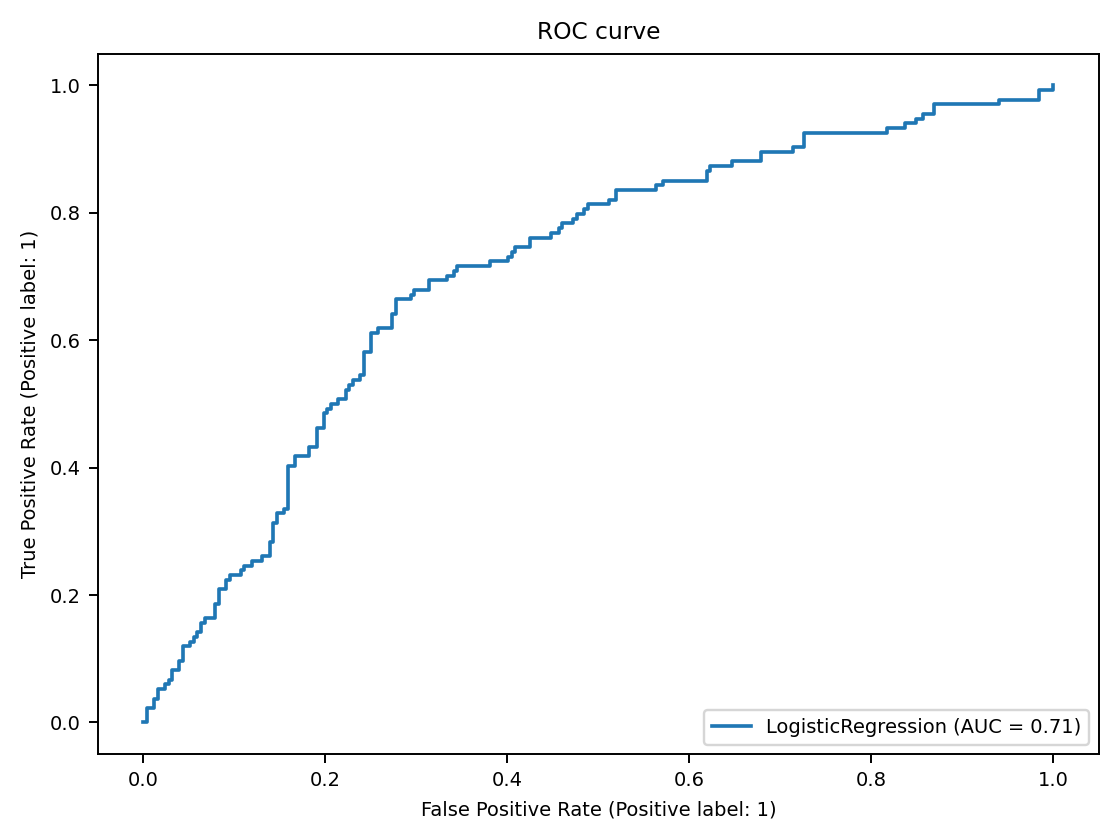 ROC curve
1.0
0.8
0.6
0.4
0.2
0.0
True Positive Rate (Positive label: 1)
LogisticRegression (AUC = 0.71)
0.0 0.2 0.4 0.6 0.8 1.0
False Positive Rate (Positive label: 1)